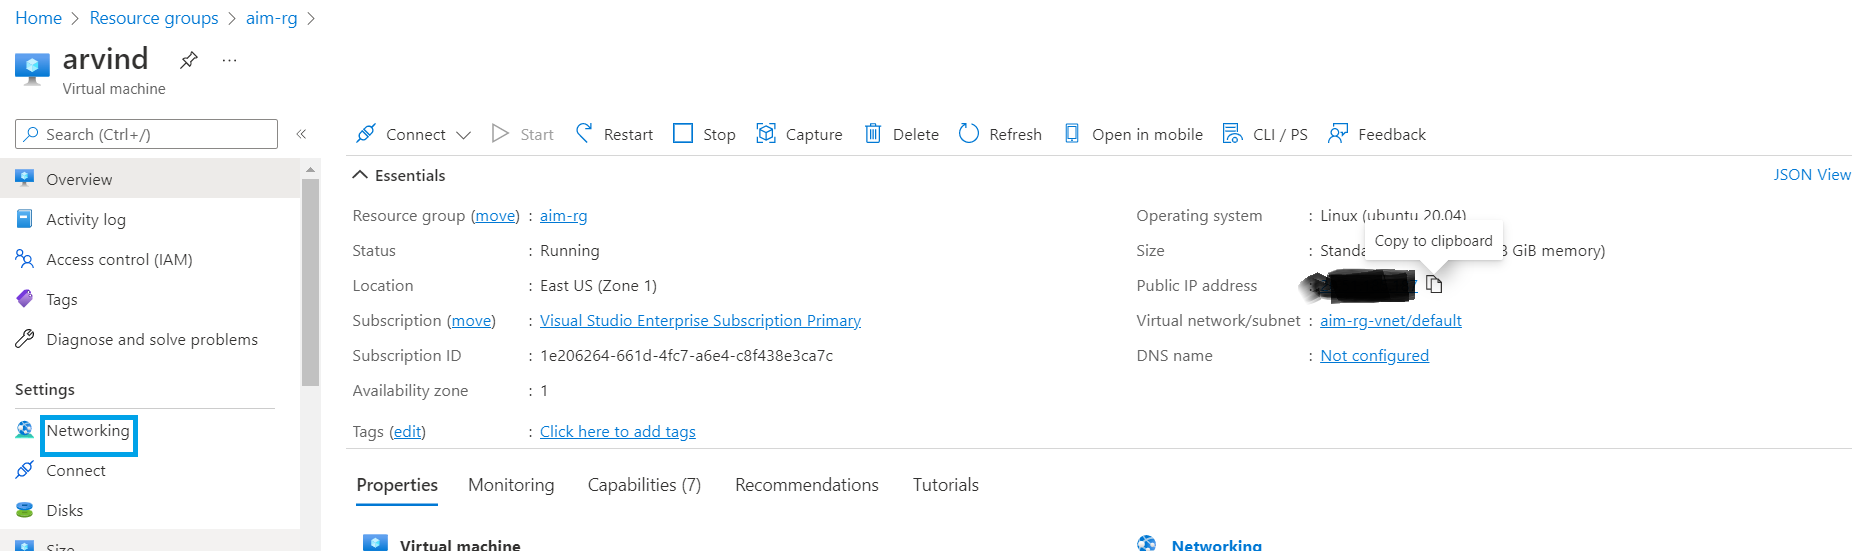 Home > Resource groups > aim-rg >
arvind
Virtual machine
Search (Ctrl+/)
Connect Start Restart Stop Capture Delete Refresh Open in mobile CLI / PS Feedback
Overview
Activity log
Access control (IAM)
Tags
Diagnose and solve problems
Settings
Networking
Connect
Disks
Size
Essentials
JSON View
Resource group (move) : aim-rg
Status : Running
Location : East US (Zone 1)
Subscription (move) : Visual Studio Enterprise Subscription Primary
Subscription ID : 1e206264-661d-4fc7-a6e4-c8f438e3ca7c
Availability zone : 1
Tags (edit) : Click here to add tags
Operating system : Linux (ubuntu 20.04)
Copy to clipboard
Size : GiB memory)
Public IP address
Virtual network/subnet : aim-rg-vnet/default
DNS name : Not configured
Properties Monitoring Capabilities (7) Recommendations Tutorials
Virtual machine
Networking